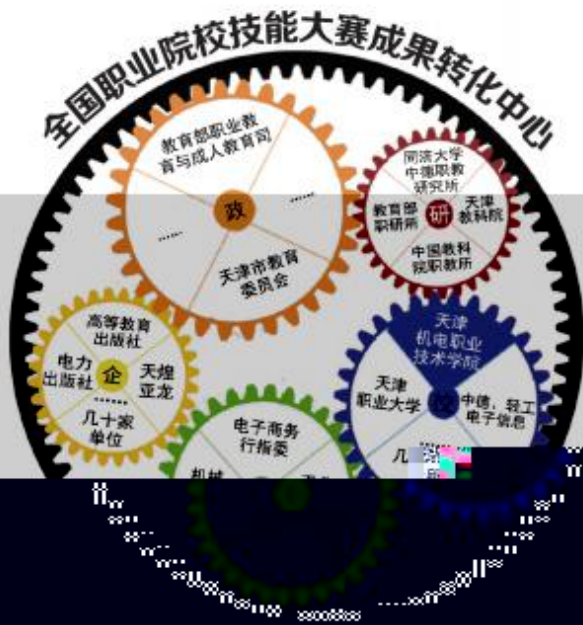 全国职业院校技能大赛成果转化中心
教育部职业教
育与成人教育司
……
政
……
天津市教育
委员会
同济大学
中德职教
研究所
教育部
职研所
研
天津
教科院
中国教科
院职教所
高等教育
出版社
电力
出版社
企
天煌
亚龙
……
几十家
单位
天津
机电职业
技术学院
天津
职业大学
中德，轻工
电子信息
……
几
电子商务
行指委
机械